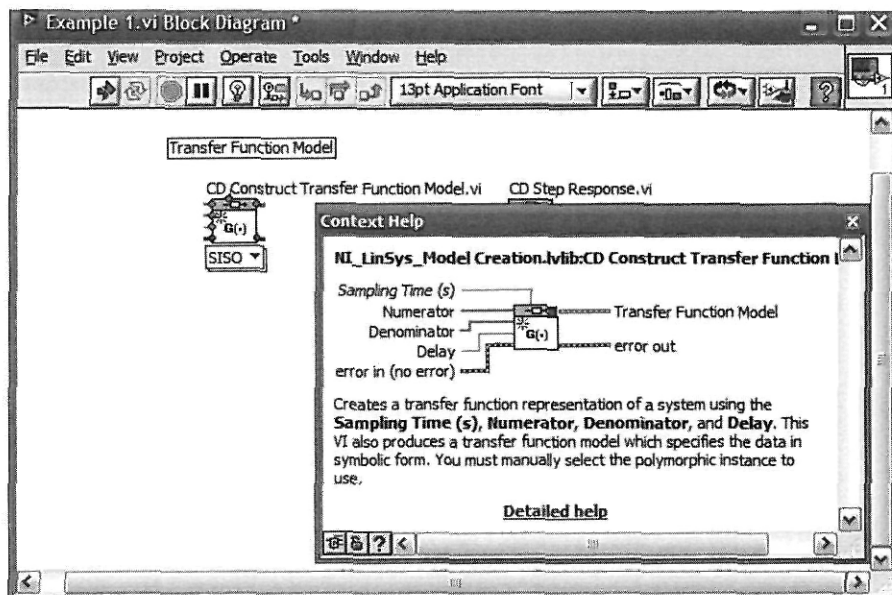 Example 1.vi Block Diagram *
File Edit View Project Operate Tools Window Help
13pt Application Font
1
Transfer Function Model
CD Construct Transfer Function Model.vi
CD Step Response.vi
G(·)
SISO
Context Help
NI_LinSys_Model Creation.lvlib:CD Construct Transfer Function
Sampling Time (s)
Numerator
Denominator
Delay
error in (no error)
G(·)
Transfer Function Model
error out
Creates a transfer function representation of a system using the
Sampling Time (s), Numerator, Denominator, and Delay. This
VI also produces a transfer function model which specifies the data in
symbolic form. You must manually select the polymorphic instance to
use.
Detailed help